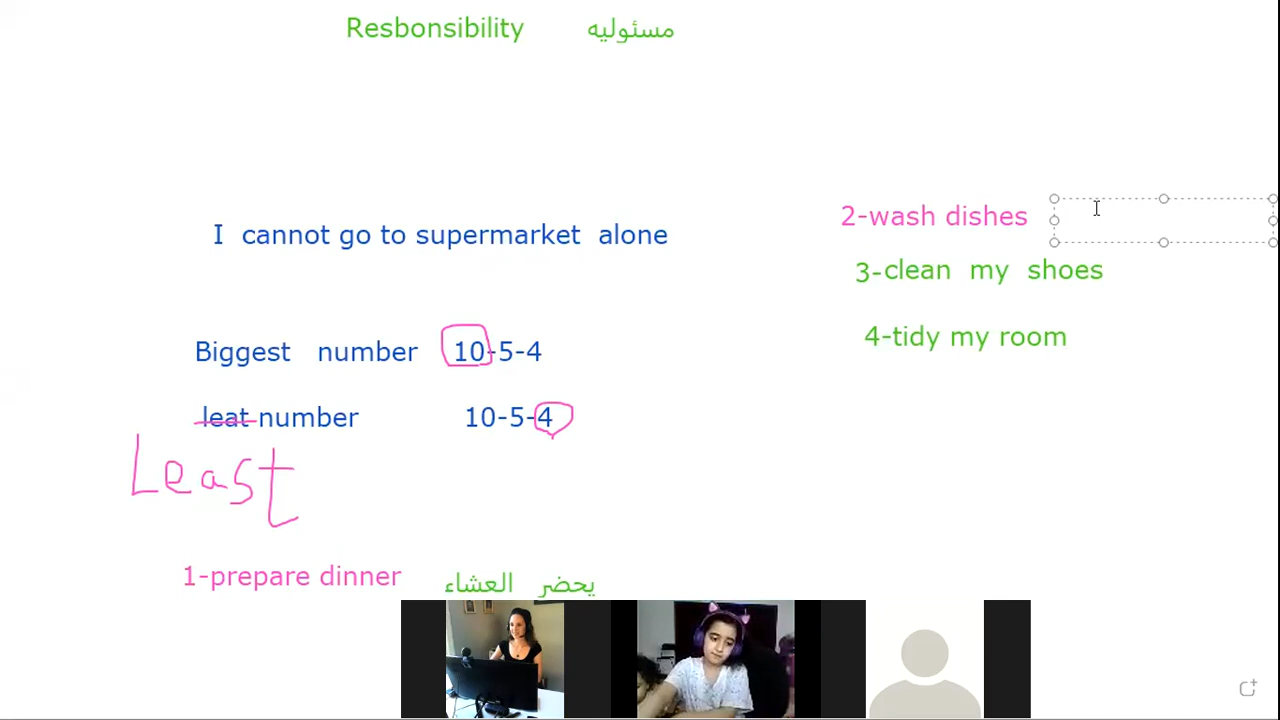 Resbonsibility مسئوليه
I cannot go to supermarket alone
Biggest number 10-5-4
leat number 10-5-4
Least
1-prepare dinner يحضر العشاء
2-wash dishes
3-clean my shoes
4-tidy my room